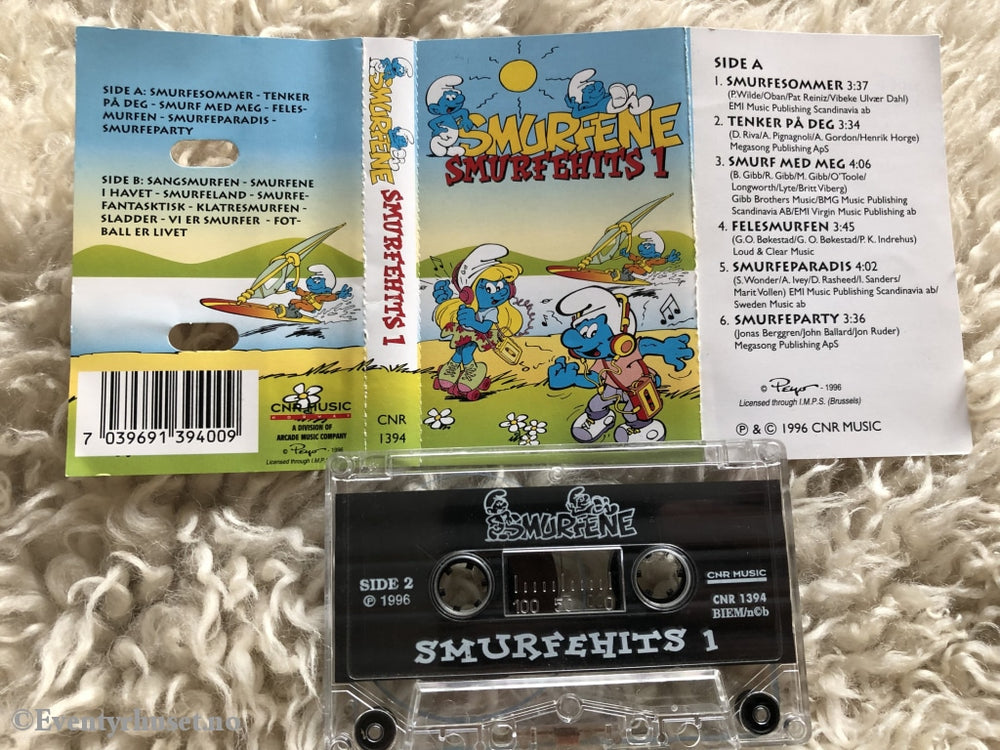 SIDE A: SMURFESOMMER - TENKER
PÅ DEG - SMURF MED MEG - FELES-
MURFEN - SMURFEPARADIS -
SMURFEPARTY
SIDE B: SANGSMURFEN - SMURFENE
I HAVET - SMURFELAND - SMURFE-
FANTASKTISK - KLATRESMURFEN -
SLADDER - VI ER SMURFER - FOT-
BALL ER LIVET
7 039691 394009
CNR MUSIC
NORWAY
A DIVISION OF
ARCADE MUSIC COMPANY
© Peyo - 1996
Licensed through I.M.P.S
SMURFENE
SMURFEHITS 1
CNR
1394
SMURFENE
SMURFEHITS 1
SIDE A
1. SMURFESOMMER 3:37
(P.Wilde/Oban/Pat Reiniz/Vibeke Ulvær Dahl)
EMI Music Publishing Scandinavia ab
2. TENKER PÅ DEG 3:34
(D. Riva/A. Pignagnoli/A. Gordon/Henrik Horge)
Megasong Publishing ApS
3. SMURF MED MEG 4:06
(B. Gibb/R. Gibb/M. Gibb/O'Toole/
Longworth/Lyte/Britt Viberg)
Gibb Brothers Music/BMG Music Publishing
Scandinavia AB/EMI Virgin Music Publishing ab
4. FELESMURFEN 3:45
(G.O. Bøkestad/G. O. Bøkestad/P.K. Indrehus)
Loud & Clear Music
5. SMURFEPARADIS 4:02
(S.Wonder/A. Ivey/D. Rasheed/I. Sanders/
Marit Vollen) EMI Music Publishing Scandinavia ab/
Sweden Music ab
6. SMURFEPARTY 3:36
(Jonas Berggren/John Ballard/Jon Ruder)
Megasong Publishing ApS
© Peyo - 1996
Licensed through I.M.P.S. (Brussels)
℗ & © 1996 CNR MUSIC
SMURFENE
SIDE 2
℗ 1996
100 50 0
CNR MUSIC
CNR 1394
BIEM/n©b
SMURFEHITS 1
©Eventyrhuset.no